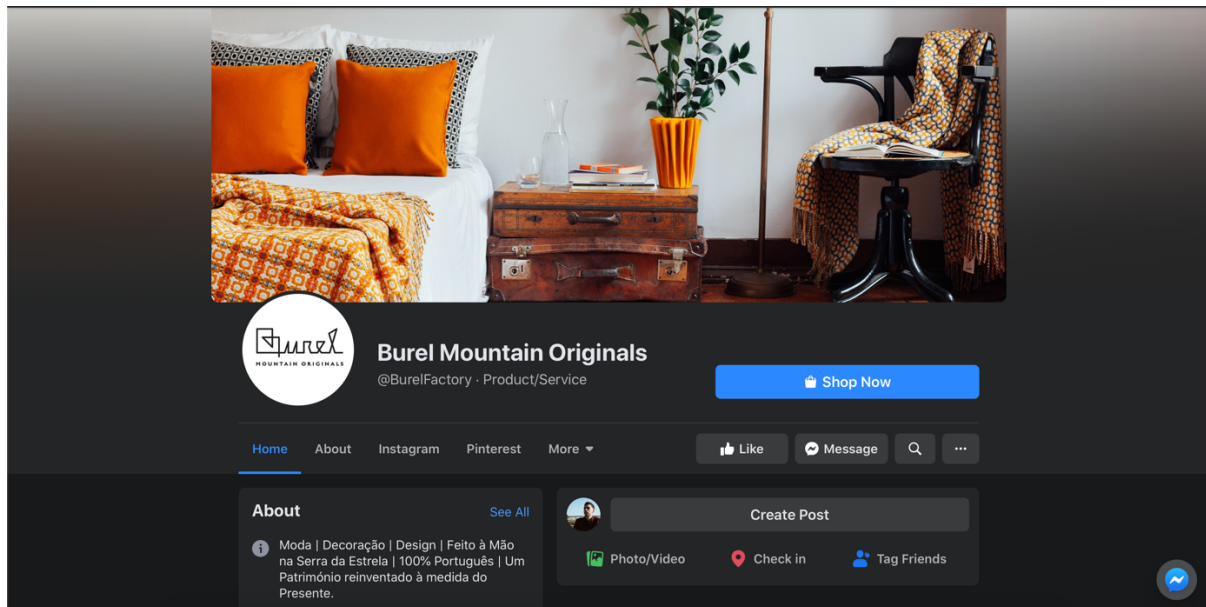 Burel
MOUNTAIN ORIGINALS
Burel Mountain Originals
@BurelFactory · Product/Service
Shop Now
Home
About
Instagram
Pinterest
More
Like
Message
About
See All
Moda | Decoração | Design | Feito à Mão
na Serra da Estrela | 100% Português | Um
Património reinventado à medida do
Presente.
Create Post
Photo/Video
Check in
Tag Friends